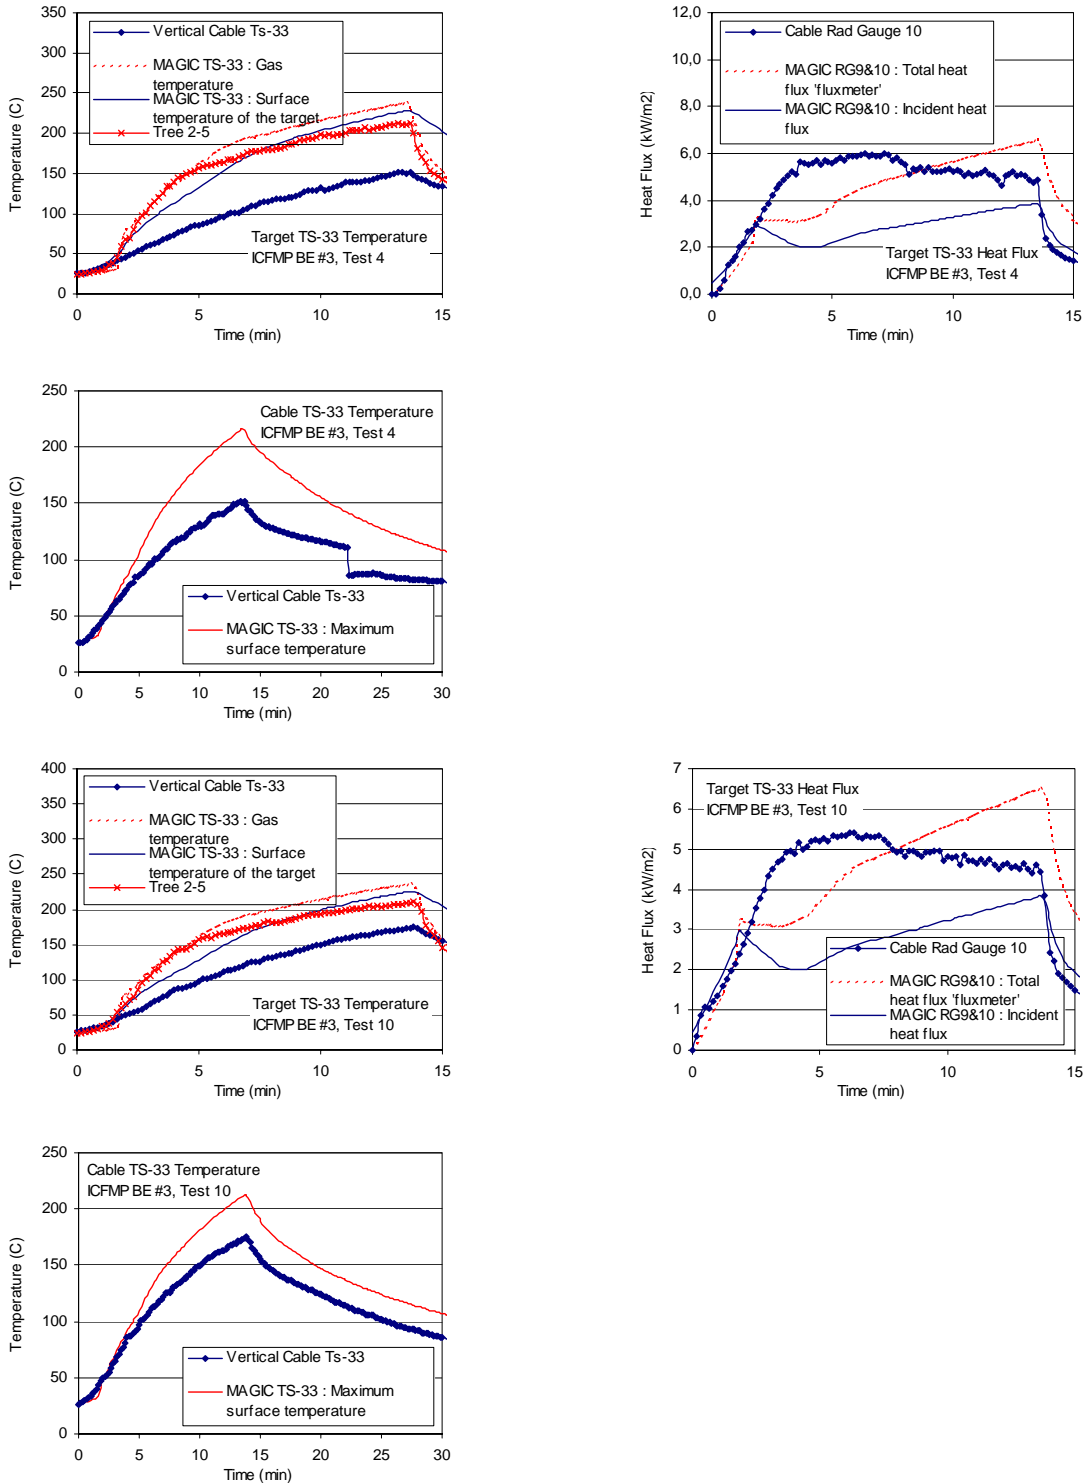 350
300
250
200
150
100
50
0
Temperature (C)
Vertical Cable Ts-33
MAGIC TS-33 : Gas
temperature
MAGIC TS-33 : Surface
temperature of the target
Tree 2-5
Target TS-33 Temperature
ICFMP BE #3, Test 4
0 5 10 15
Time (min)
12,0
10,0
8,0
6,0
4,0
2,0
0,0
Heat Flux (kW/m2)
Cable Rad Gauge 10
MAGIC RG9&10 : Total heat
flux 'fluxmeter'
MAGIC RG9&10 : Incident heat
flux
Target TS-33 Heat Flux
ICFMP BE #3, Test 4
0 5 10 15
Time (min)
250
200
150
100
50
0
Temperature (C)
Cable TS-33 Temperature
ICFMP BE #3, Test 4
Vertical Cable Ts-33
MAGIC TS-33 : Maximum
surface temperature
0 5 10 15 20 25 30
Time (min)
400
350
300
250
200
150
100
50
0
Temperature (C)
Vertical Cable Ts-33
MAGIC TS-33 : Gas
temperature
MAGIC TS-33 : Surface
temperature of the target
Tree 2-5
Target TS-33 Temperature
ICFMP BE #3, Test 10
0 5 10 15
Time (min)
7
6
5
4
3
2
1
0
Heat Flux (kW/m2)
Target TS-33 Heat Flux
ICFMP BE #3, Test 10
Cable Rad Gauge 10
MAGIC RG9&10 : Total
heat flux 'fluxmeter'
MAGIC RG9&10 : Incident
heat flux
0 5 10 15
Time (min)
250
200
150
100
50
0
Temperature (C)
Cable TS-33 Temperature
ICFMP BE #3, Test 10
Vertical Cable Ts-33
MAGIC TS-33 : Maximum
surface temperature
0 5 10 15 20 25 30
Time (min)